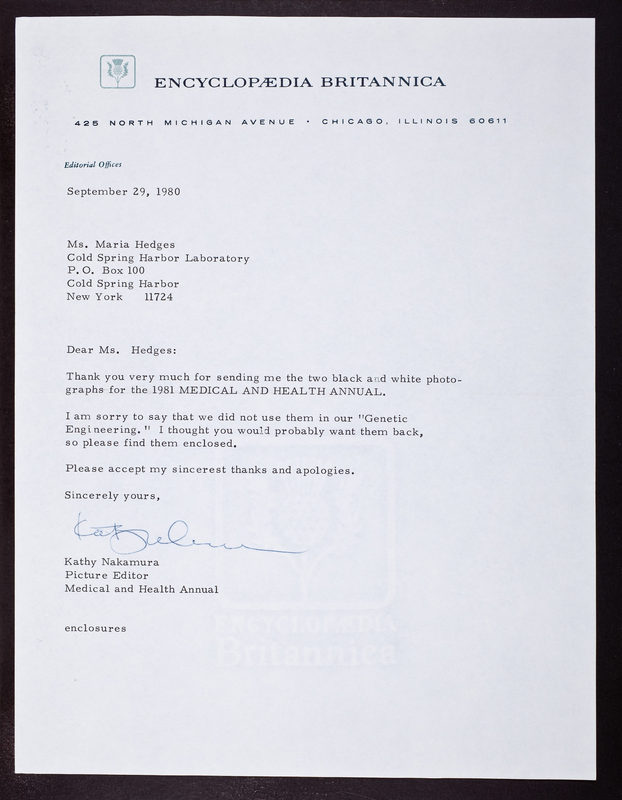 ENCYCLOPÆDIA BRITANNICA
425 NORTH MICHIGAN AVENUE • CHICAGO, ILLINOIS 60611
Editorial Offices
September 29, 1980
Ms. Maria Hedges
Cold Spring Harbor Laboratory
P.O. Box 100
Cold Spring Harbor
New York 11724
Dear Ms. Hedges:
Thank you very much for sending me the two black and white photo-
graphs for the 1981 MEDICAL AND HEALTH ANNUAL.
I am sorry to say that we did not use them in our "Genetic
Engineering." I thought you would probably want them back,
so please find them enclosed.
Please accept my sincerest thanks and apologies.
Sincerely yours,
Kathy Nakamura
Picture Editor
Medical and Health Annual
enclosures
ENCYCLOPÆDIA
Britannica